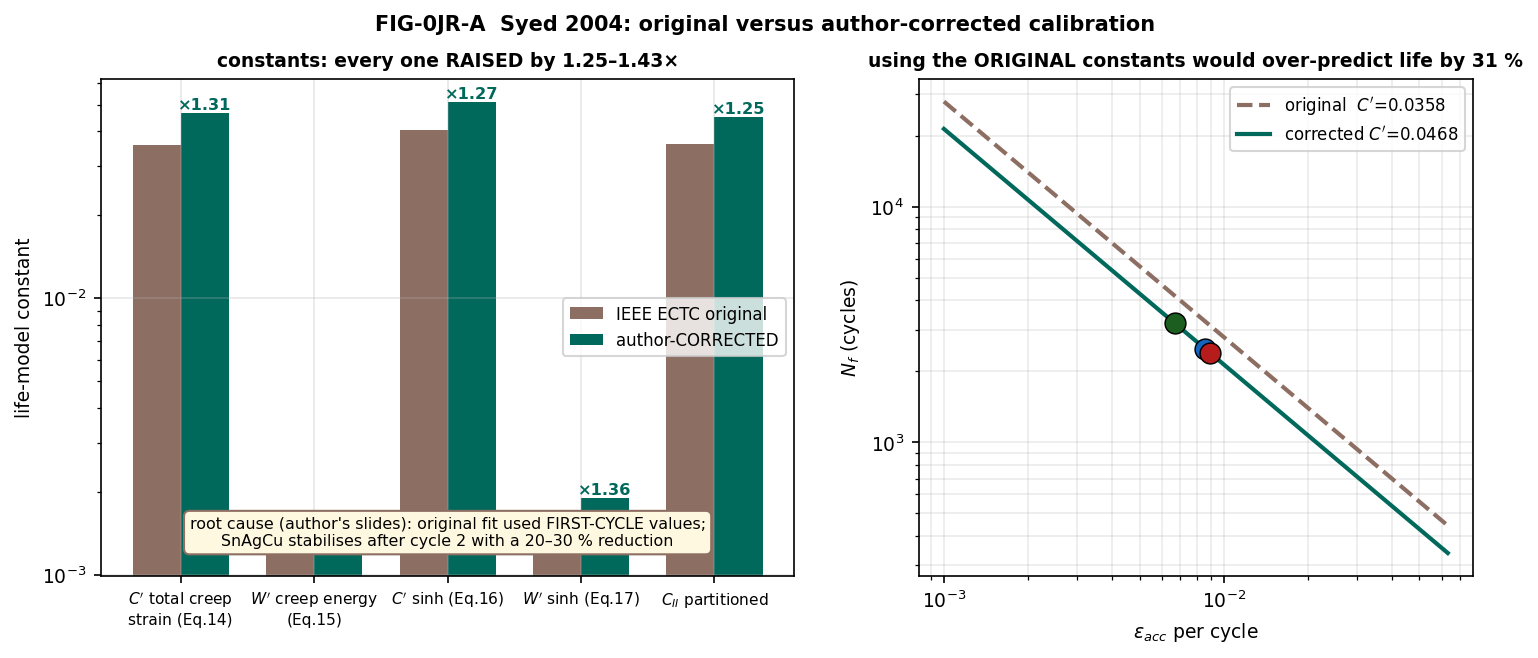 FIG-0JR-A  Syed 2004: original versus author-corrected calibration
constants: every one RAISED by 1.25–1.43×
life-model constant
10⁻²
10⁻³
×1.31
×1.27
×1.36
×1.25
IEEE ECTC original
author-CORRECTED
root cause (author's slides): original fit used FIRST-CYCLE values;
SnAgCu stabilises after cycle 2 with a 20–30 % reduction
C′ total creep
strain (Eq.14)
W′ creep energy
(Eq.15)
C′ sinh (Eq.16)
W′ sinh (Eq.17)
C_II partitioned
using the ORIGINAL constants would over-predict life by 31 %
original  C′=0.0358
corrected C′=0.0468
N_f (cycles)
10⁴
10³
10⁻³
10⁻²
ε_acc per cycle